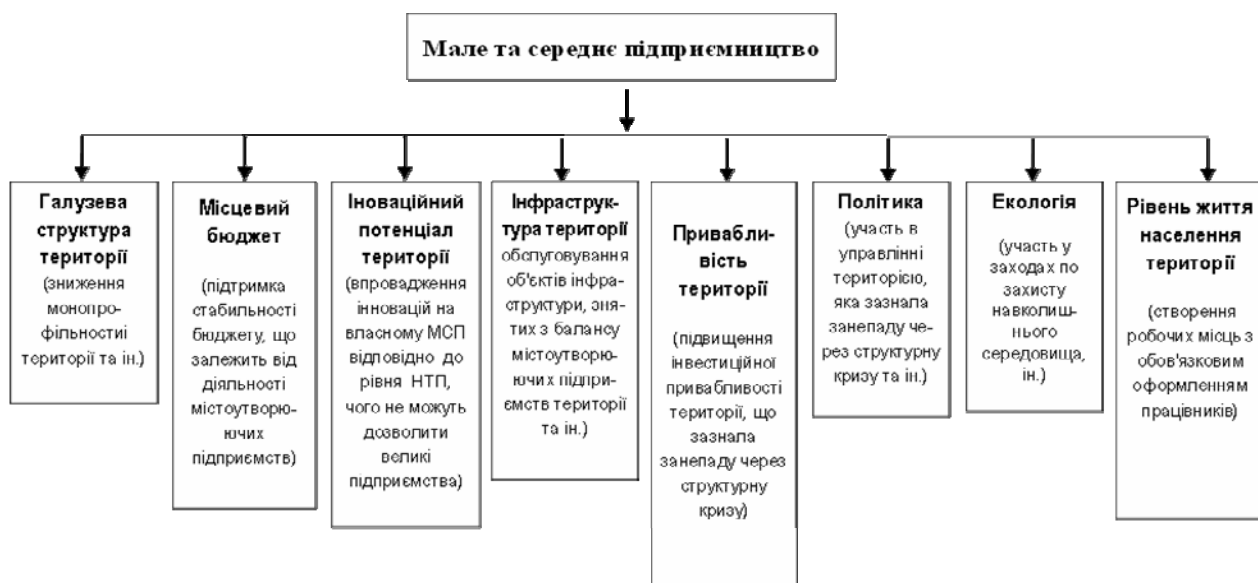 Мале та середнє підприємництво
Галузева
структура
території
(зниження
монопро-
фільностиі
території та ін.)
Місцевий
бюджет
(підтримка
стабільності
бюджету, що
залежить від
діяльності
містоутворю-
ючих
підприємств)
Іноваційний
потенціал
території
(впровадження
інновацій на
власному МСП
відповідно до
рівня НТП,
чого не можуть
дозволити
великі
підприємства)
Інфраструк-
тура території
обслуговування
об'єктів інфра-
структури, зня-
тих з балансу
містоутворю-
ючих підпри-
ємств території
та ін.)
Привабли-
вість
території
(підвищення
інвестиційної
привабливості
території, що
зазнала
занепаду через
структурну
кризу)
Політика
(участь в
управлінні
територією,
яка зазнала
занепаду че-
рез структурну
кризу та ін.)
Екологія
(участь у
заходах по
захисту
навколиш-
нього
середовища,
ін.)
Рівень життя
населення
території
(створення
робочих місць з
обов'язковим
оформленням
працівників)